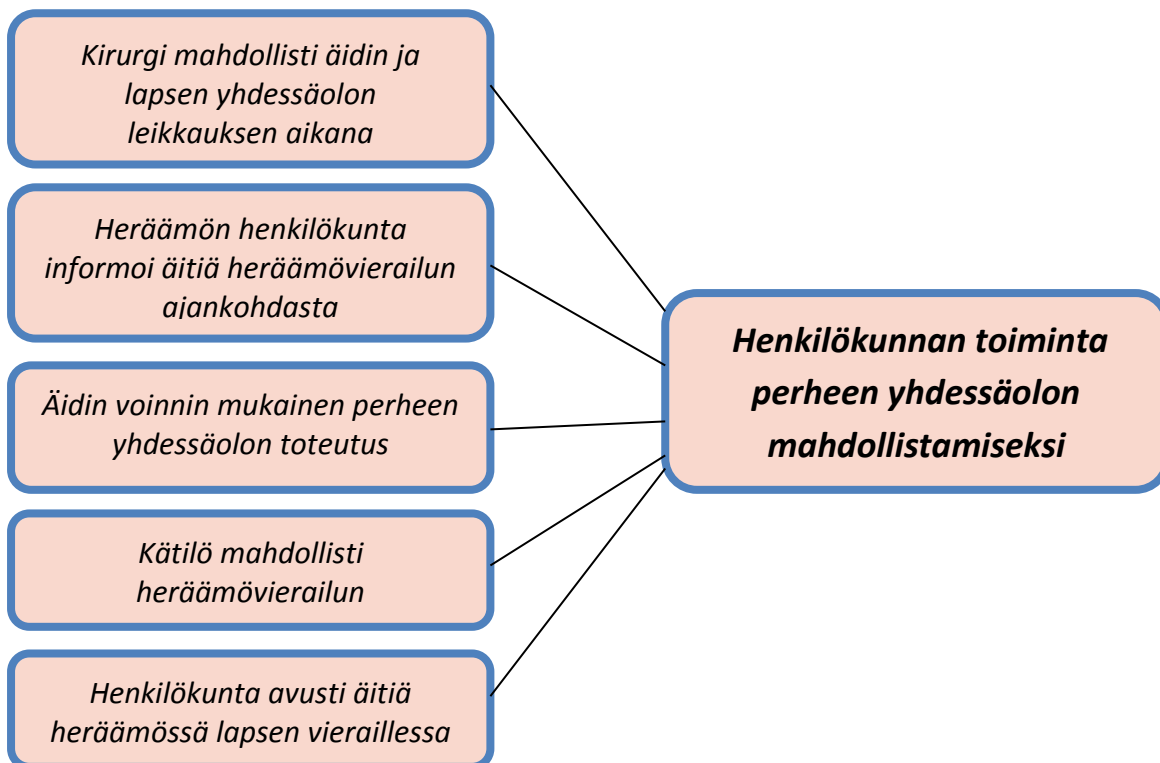 Kirurgi mahdollisti äidin ja
lapsen yhdessäolon
leikkauksen aikana
Heräämön henkilökunta
informoi äitiä heräämövierailun
ajankohdasta
Äidin voinnin mukainen perheen
yhdessäolon toteutus
Kätilö mahdollisti
heräämövierailun
Henkilökunta avusti äitiä
heräämössä lapsen vieraillessa
Henkilökunnan toiminta
perheen yhdessäolon
mahdollistamiseksi